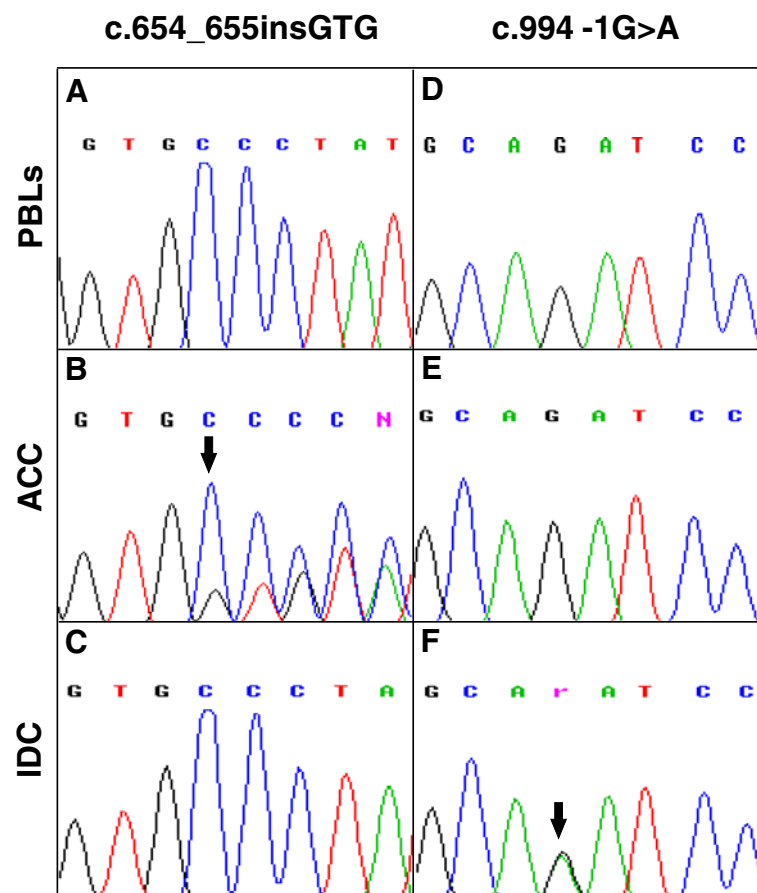 c.654_655insGTG c.994 -1G>A
PBLs
A
G T G C C C T A T
D
G C A G A T C C
ACC
B
G T G C C C C N
E
G C A G A T C C
IDC
C
G T G C C C T A
F
G C A r A T C C